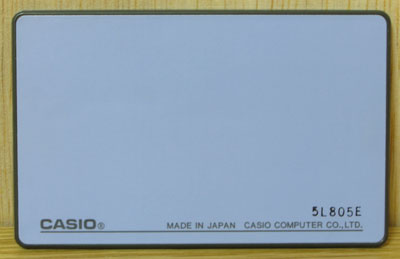 5L805E
CASIO® MADE IN JAPAN CASIO COMPUTER CO.,LTD.